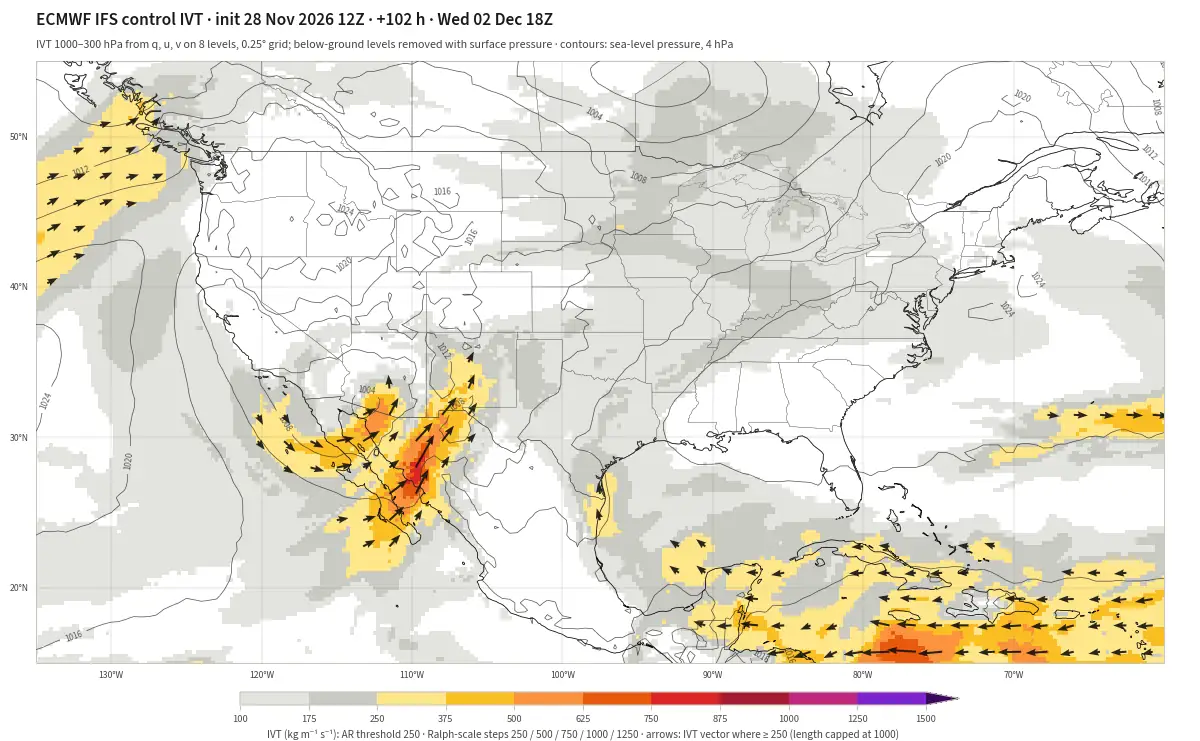 ECMWF IFS control IVT · init 28 Nov 2026 12Z · +102 h · Wed 02 Dec 18Z
IVT 1000–300 hPa from q, u, v on 8 levels, 0.25° grid; below-ground levels removed with surface pressure · contours: sea-level pressure, 4 hPa
1020
1008
1004
50°N
1012
1020
1012
1008
1016
1024
1016
1020
1024
40°N
1024
1012
1004
1024
30°N
1020
20°N
1016
1016
130°W 120°W 110°W 100°W 90°W 80°W 70°W
100 175 250 375 500 625 750 875 1000 1250 1500
IVT (kg m⁻¹ s⁻¹): AR threshold 250 · Ralph-scale steps 250 / 500 / 750 / 1000 / 1250 · arrows: IVT vector where ≥ 250 (length capped at 1000)